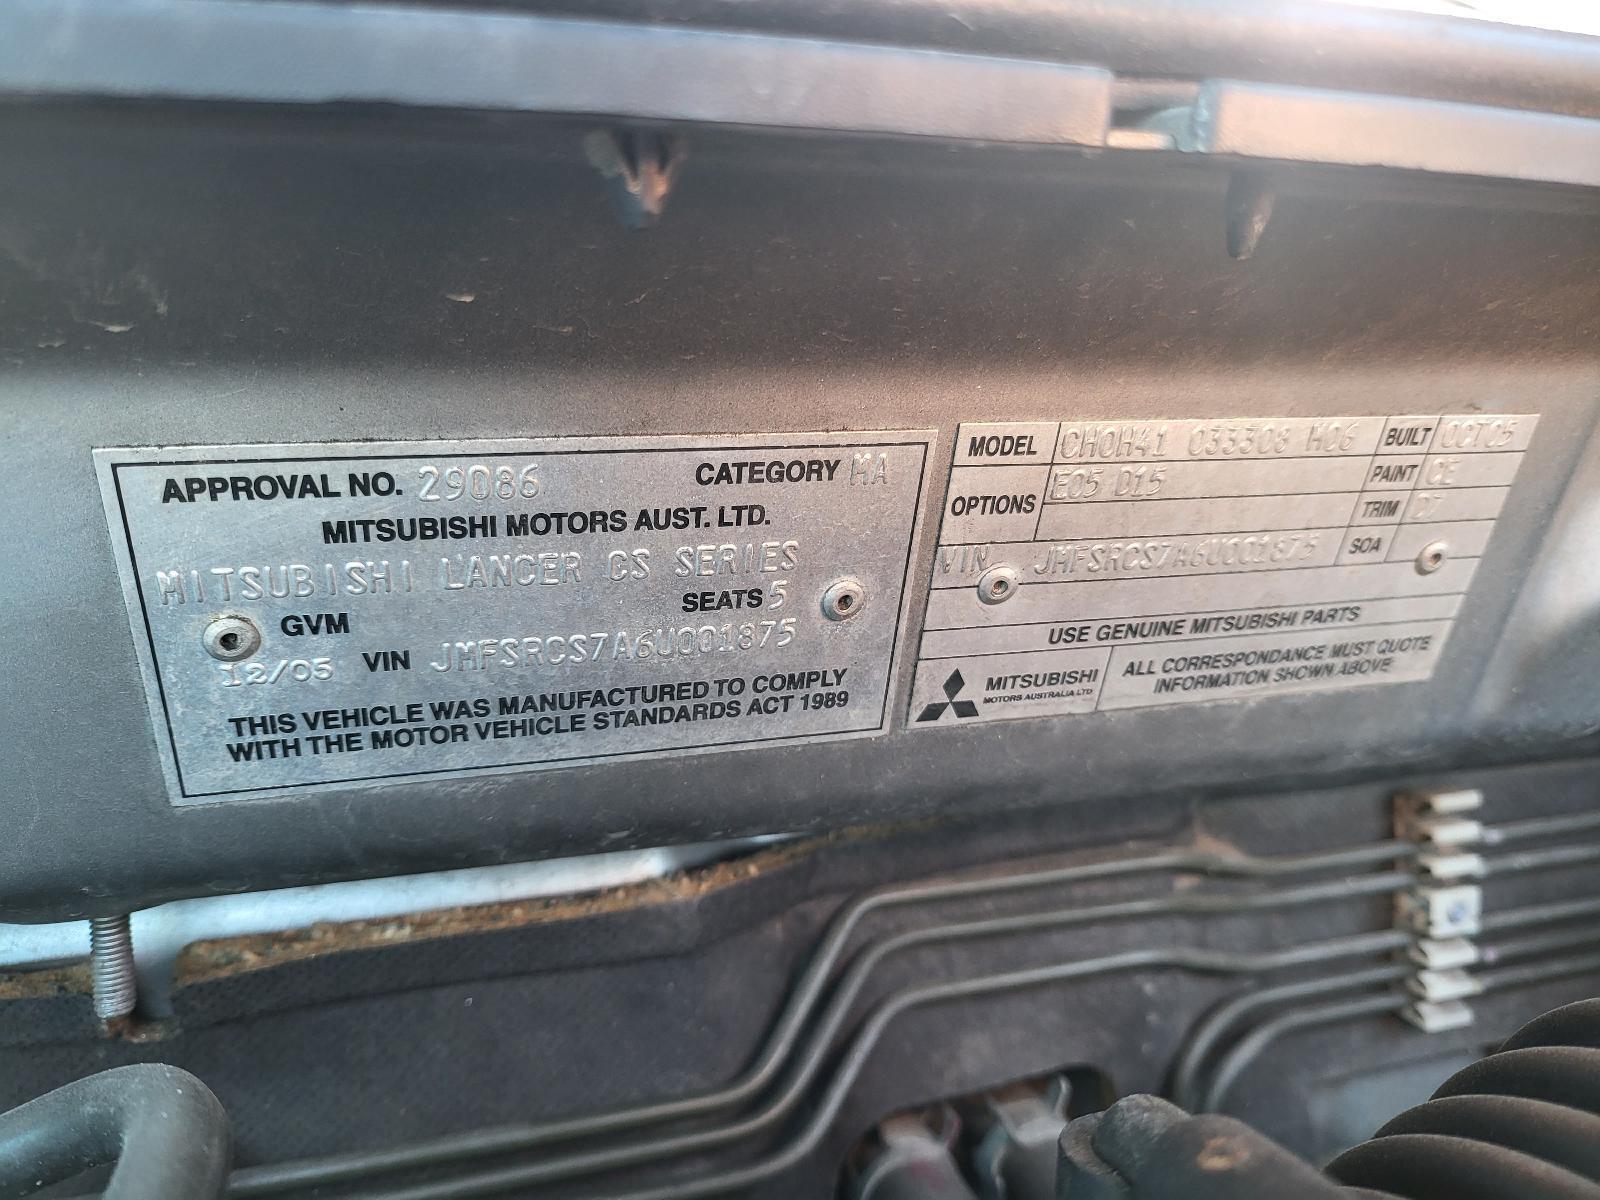 APPROVAL NO. 29086 CATEGORY MA
MITSUBISHI MOTORS AUST. LTD.
MITSUBISHI LANCER CS SERIES
GVM SEATS 5
12/05 VIN JMFSRCS7A6U001875
THIS VEHICLE WAS MANUFACTURED TO COMPLY
WITH THE MOTOR VEHICLE STANDARDS ACT 1989
MODEL CH0H41 033308 H06 BUILT OCT05
OPTIONS E05 D15 PAINT CE
TRIM 27
VIN JMFSRCS7A6U001875 SOA
USE GENUINE MITSUBISHI PARTS
MITSUBISHI
MOTORS AUSTRALIA LTD
ALL CORRESPONDANCE MUST QUOTE
INFORMATION SHOWN ABOVE